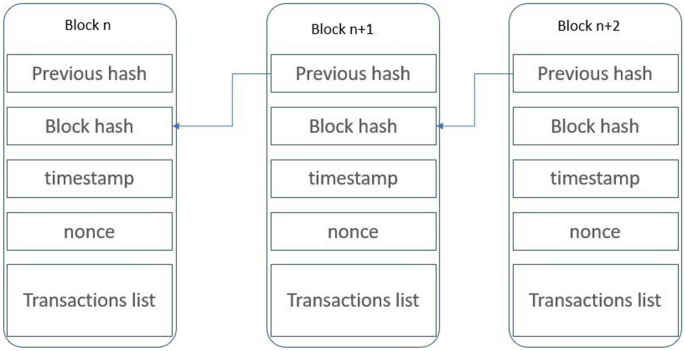 Block n
Previous hash
Block hash
timestamp
nonce
Transactions list
Block n+1
Previous hash
Block hash
timestamp
nonce
Transactions list
Block n+2
Previous hash
Block hash
timestamp
nonce
Transactions list